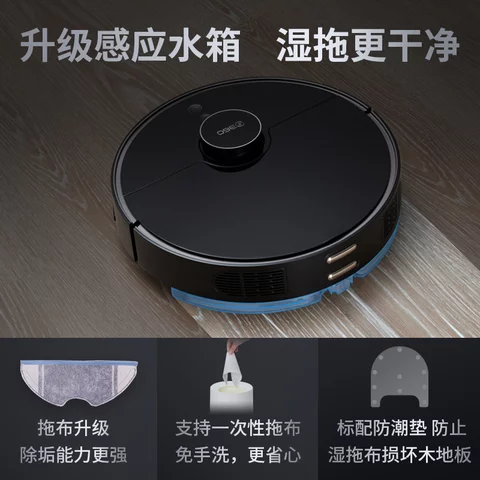 升级感应水箱 湿拖更干净
360
拖布升级
除垢能力更强
支持一次性拖布
免手洗，更省心
标配防潮垫 防止
湿拖布损坏木地板